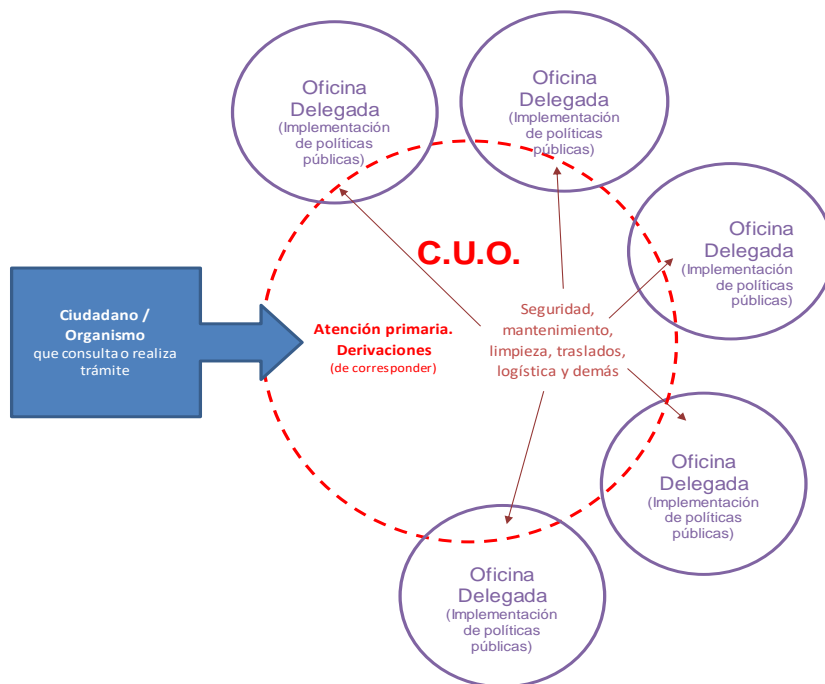 Oficina
Delegada
(Implementación
de políticas
públicas)
Oficina
Delegada
(Implementación
de políticas
públicas)
Oficina
Delegada
(Implementación
de políticas
públicas)
C.U.O.
Ciudadano /
Organismo
que consulta o realiza
trámite
Atención primaria.
Derivaciones
(de corresponder)
Seguridad,
mantenimiento,
limpieza, traslados,
logística y demás
Oficina
Delegada
(Implementación
de políticas
públicas)
Oficina
Delegada
(Implementación
de políticas
públicas)